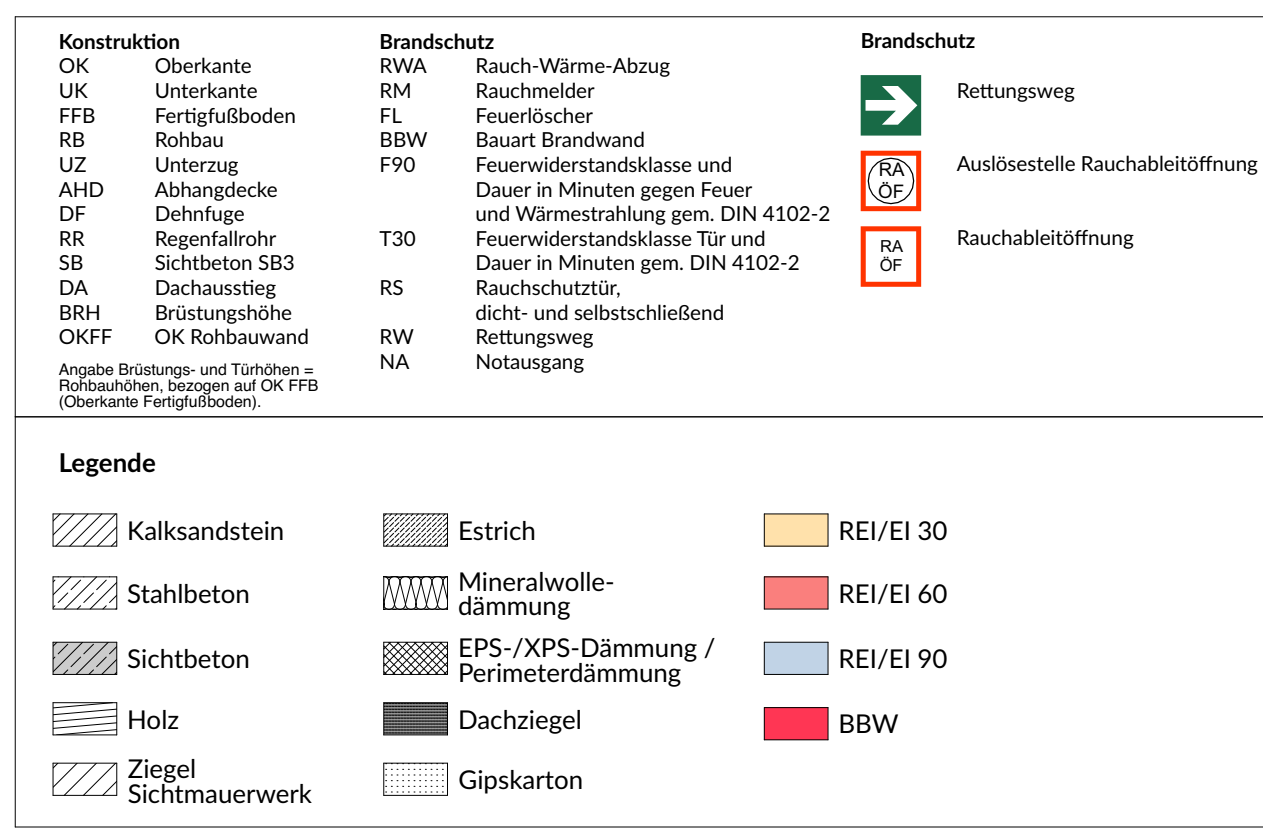 Konstruktion
OK Oberkante
UK Unterkante
FFB Fertigfußboden
RB Rohbau
UZ Unterzug
AHD Abhangdecke
DF Dehnfuge
RR Regenfallrohr
SB Sichtbeton SB3
DA Dachausstieg
BRH Brüstungshöhe
OKFF OK Rohbauwand
Angabe Brüstungs- und Türhöhen =
Rohbauhöhen, bezogen auf OK FFB
(Oberkante Fertigfußboden).
Brandschutz
RWA Rauch-Wärme-Abzug
RM Rauchmelder
FL Feuerlöscher
BBW Bauart Brandwand
F90 Feuerwiderstandsklasse und
Dauer in Minuten gegen Feuer
und Wärmestrahlung gem. DIN 4102-2
T30 Feuerwiderstandsklasse Tür und
Dauer in Minuten gem. DIN 4102-2
RS Rauchschutztür,
dicht- und selbstschließend
RW Rettungsweg
NA Notausgang
Brandschutz
Rettungsweg
RA
ÖF
Auslösestelle Rauchableitöffnung
RA
ÖF
Rauchableitöffnung
Legende
Kalksandstein
Stahlbeton
Sichtbeton
Holz
Ziegel
Sichtmauerwerk
Estrich
Mineralwolle-
dämmung
EPS-/XPS-Dämmung /
Perimeterdämmung
Dachziegel
Gipskarton
REI/EI 30
REI/EI 60
REI/EI 90
BBW